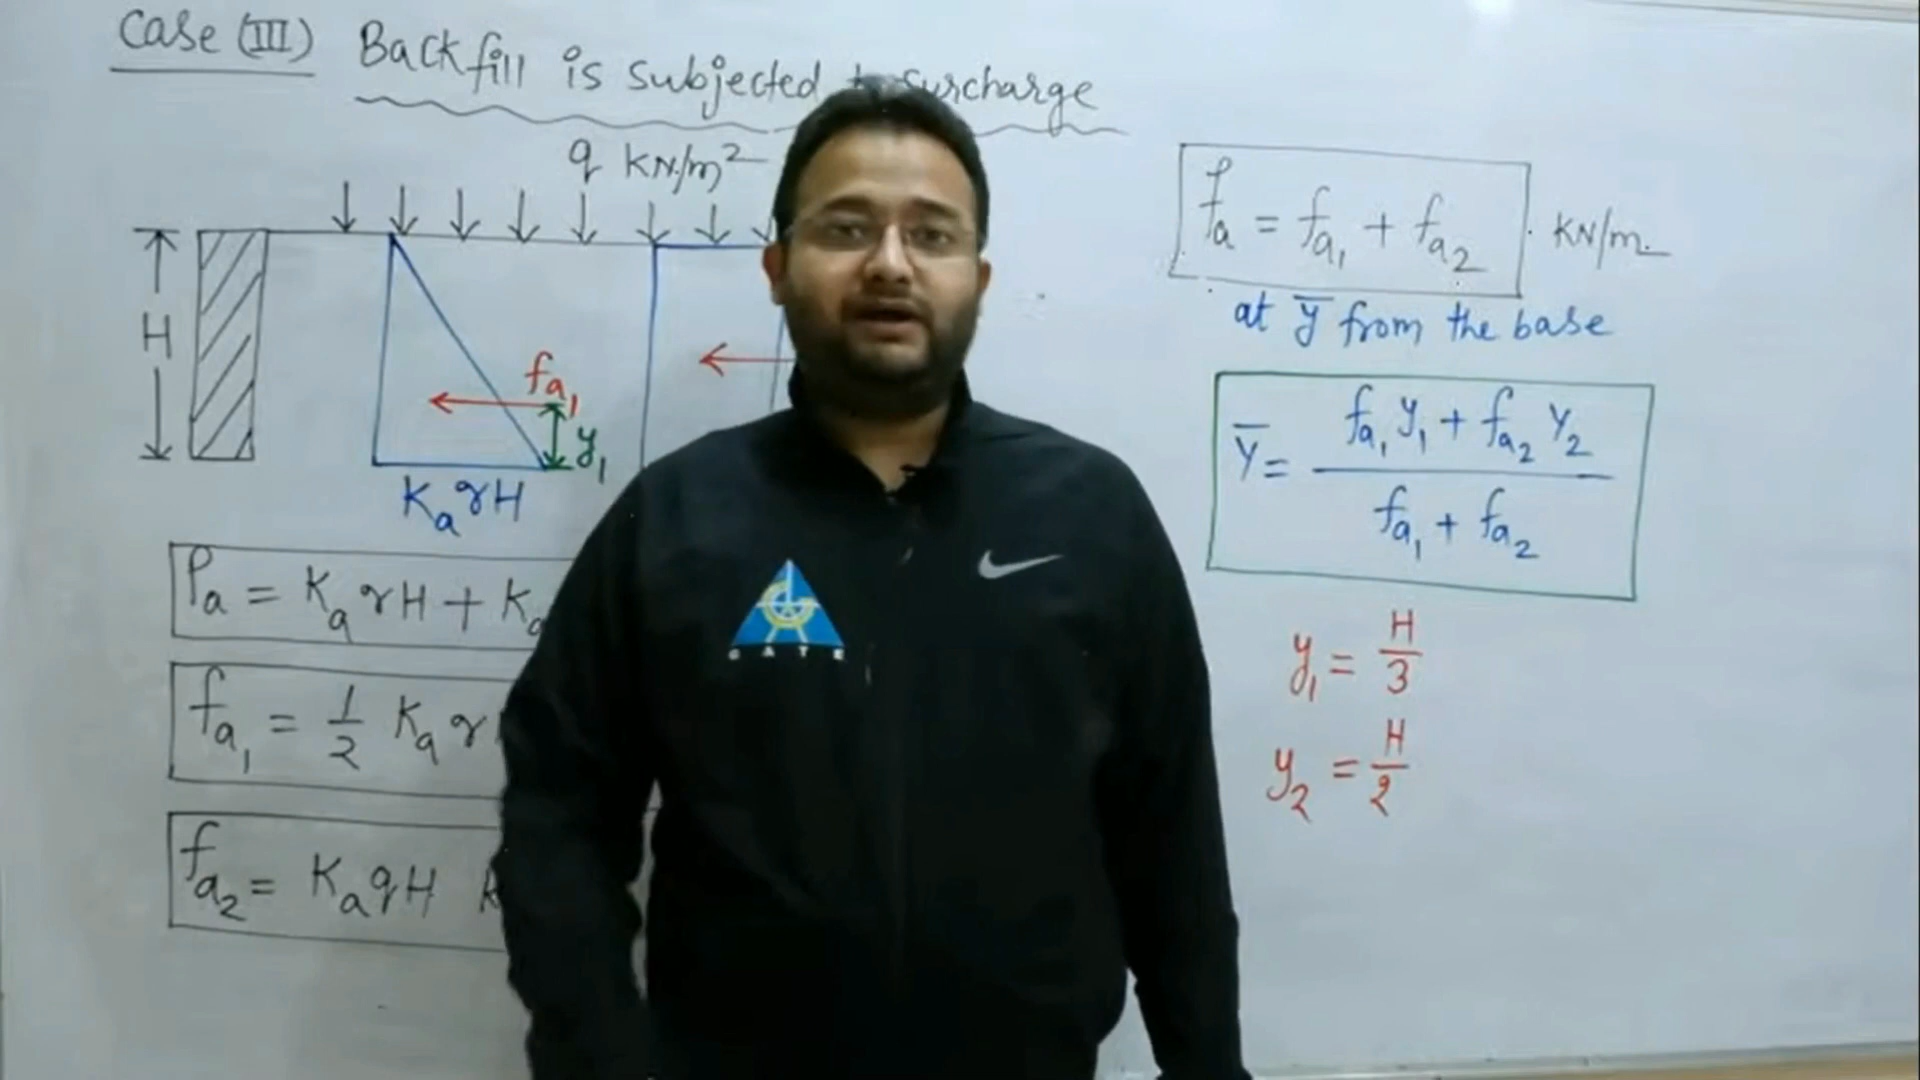 Case (III) Backfill is subjected surcharge
q KN/m²
H
fa₁
y₁
KaγH
Pa = KaγH + Ka
fa₁ = 1/2 Kaγ
fa₂ = KaqH
fa = fa₁ + fa₂ KN/m
at ȳ from the base
Ȳ = (fa₁ y₁ + fa₂ Y₂) / (fa₁ + fa₂)
y₁ = H/3
y₂ = H/2
GATE